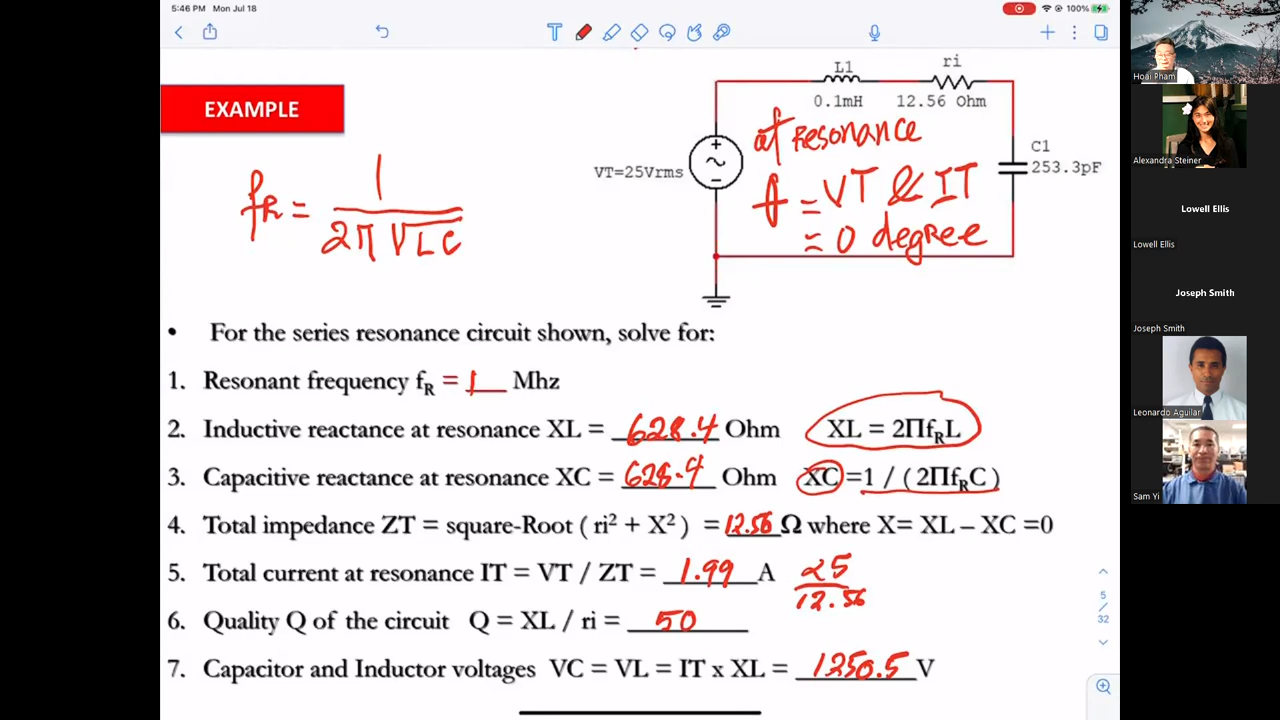 5:46 PM Mon Jul 18
100%
T
EXAMPLE
fR = 1 / 2π √LC
L1
0.1mH
ri
12.56 Ohm
VT=25Vrms
C1
253.3pF
at Resonance
= VT & IT
= 0 degree
• For the series resonance circuit shown, solve for:
1. Resonant frequency fR = 1 Mhz
2. Inductive reactance at resonance XL = 628.4 Ohm XL = 2ΠfRL
3. Capacitive reactance at resonance XC = 628.4 Ohm XC =1 / ( 2ΠfRC )
4. Total impedance ZT = square-Root ( ri² + X² ) = 12.56 Ω where X= XL – XC =0
5. Total current at resonance IT = VT / ZT = 1.99 A 25 / 12.56
6. Quality Q of the circuit Q = XL / ri = 50
7. Capacitor and Inductor voltages VC = VL = IT x XL = 1250.5 V
5 / 32
Hoai Pham
Alexandra Steiner
Lowell Ellis
Lowell Ellis
Joseph Smith
Joseph Smith
Leonardo Aguilar
Sam Yi